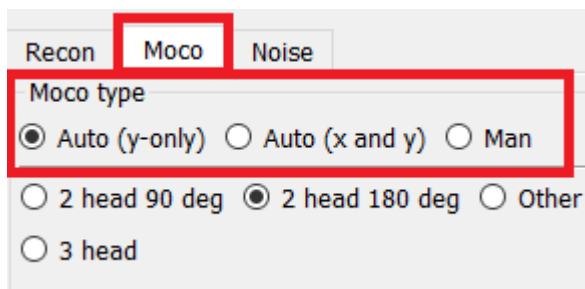 Recon Moco Noise
Moco type
Auto (y-only) Auto (x and y) Man
2 head 90 deg 2 head 180 deg Other
3 head